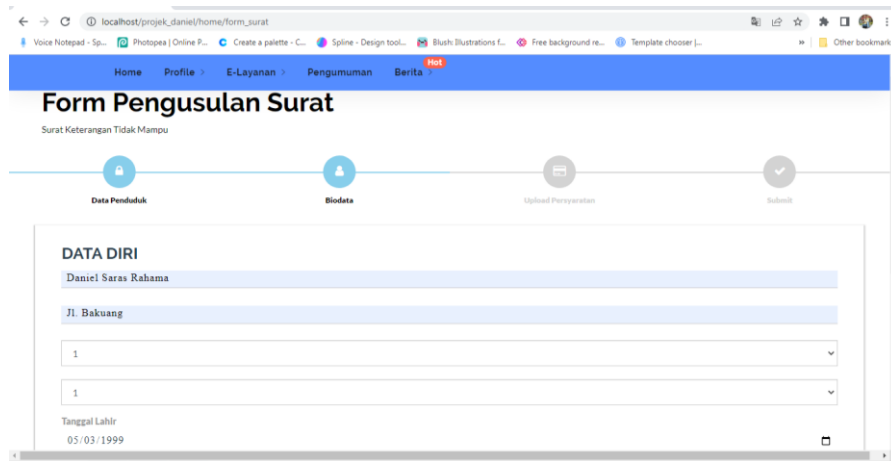 localhost/projek_daniel/home/form_surat
Voice Notepad - Sp... Photopea | Online P... Create a palette - C... Spline - Design tool... Blush: Illustrations f... Free background re... Template chooser |... » Other bookmark
Hot
Home Profile > E-Layanan > Pengumuman Berita >
Form Pengusulan Surat
Surat Keterangan Tidak Mampu
Data Penduduk Biodata Upload Persyaratan Submit
DATA DIRI
Daniel Saras Rahama
Jl. Bakuang
1
1
Tanggal Lahir
05/03/1999